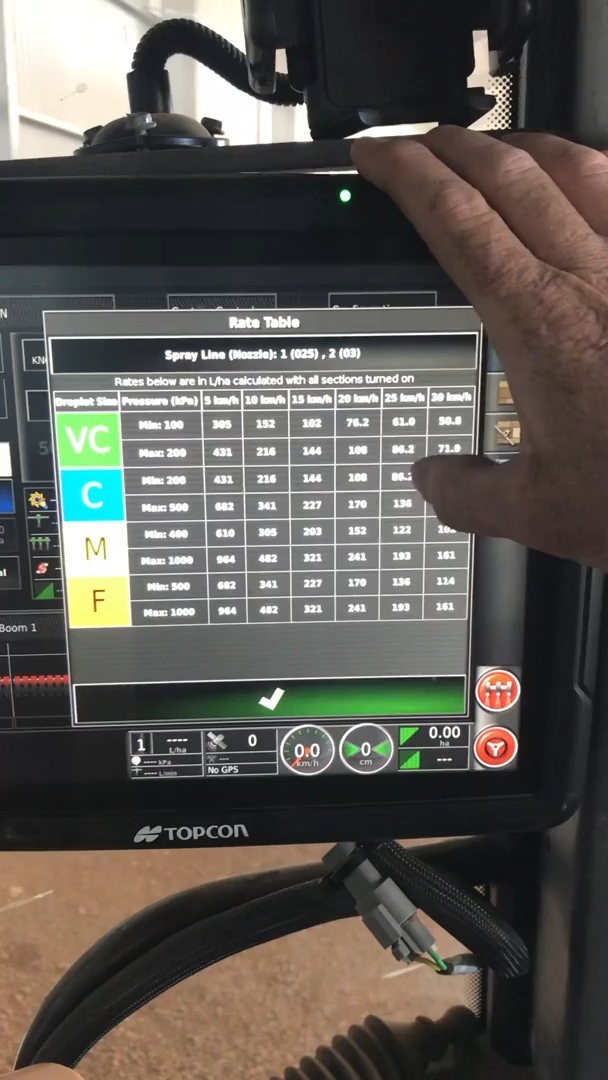 Rate Table
Spray Line (Nozzle): 1 (025) , 2 (03)
Rates below are in L/ha calculated with all sections turned on
Droplet Size Pressure (kPa) 5 km/h 10 km/h 15 km/h 20 km/h 25 km/h 30 km/h
VC
Min: 100 305 152 102 76.2 61.0 50.8
Max: 200 431 216 144 108 86.2 71.9
C
Min: 200 431 216 144 108 86.2
Max: 500 682 341 227 170 136
M
Min: 400 610 305 203 152 122 102
Max: 1000 964 482 321 241 193 161
F
Min: 500 682 341 227 170 136 114
Max: 1000 964 482 321 241 193 161
Boom 1
1 ---- L/ha
---- kPa
---- L/min
0
---
No GPS
0.0 km/h
0 cm
0.00 ha
---
TOPCON